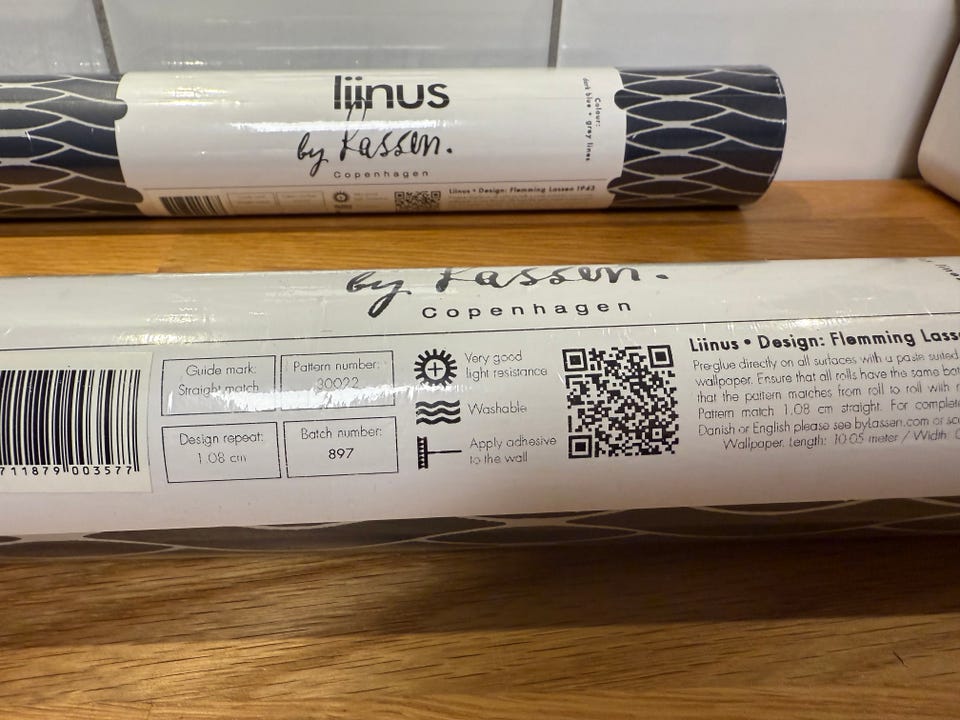 liinus
by Lassen.
Copenhagen
Colour:
dark blue • gray lines
Liinus • Design: Flemming Lassen 1943
by Lassen.
Copenhagen
Guide mark:
Straight match
Pattern number:
30022
Design repeat:
1.08 cm
Batch number:
897
711879 003577
Very good
light resistance
Washable
Apply adhesive
to the wall
Liinus • Design: Flemming Lasse
Pre-glue directly on all surfaces with a paste suited
wallpaper. Ensure that all rolls have the same bat
that the pattern matches from roll to roll with
Pattern match 1,08 cm straight. For complete
Danish or English please see bylassen.com or sc
Wallpaper. Length: 10.05 meter / Width: